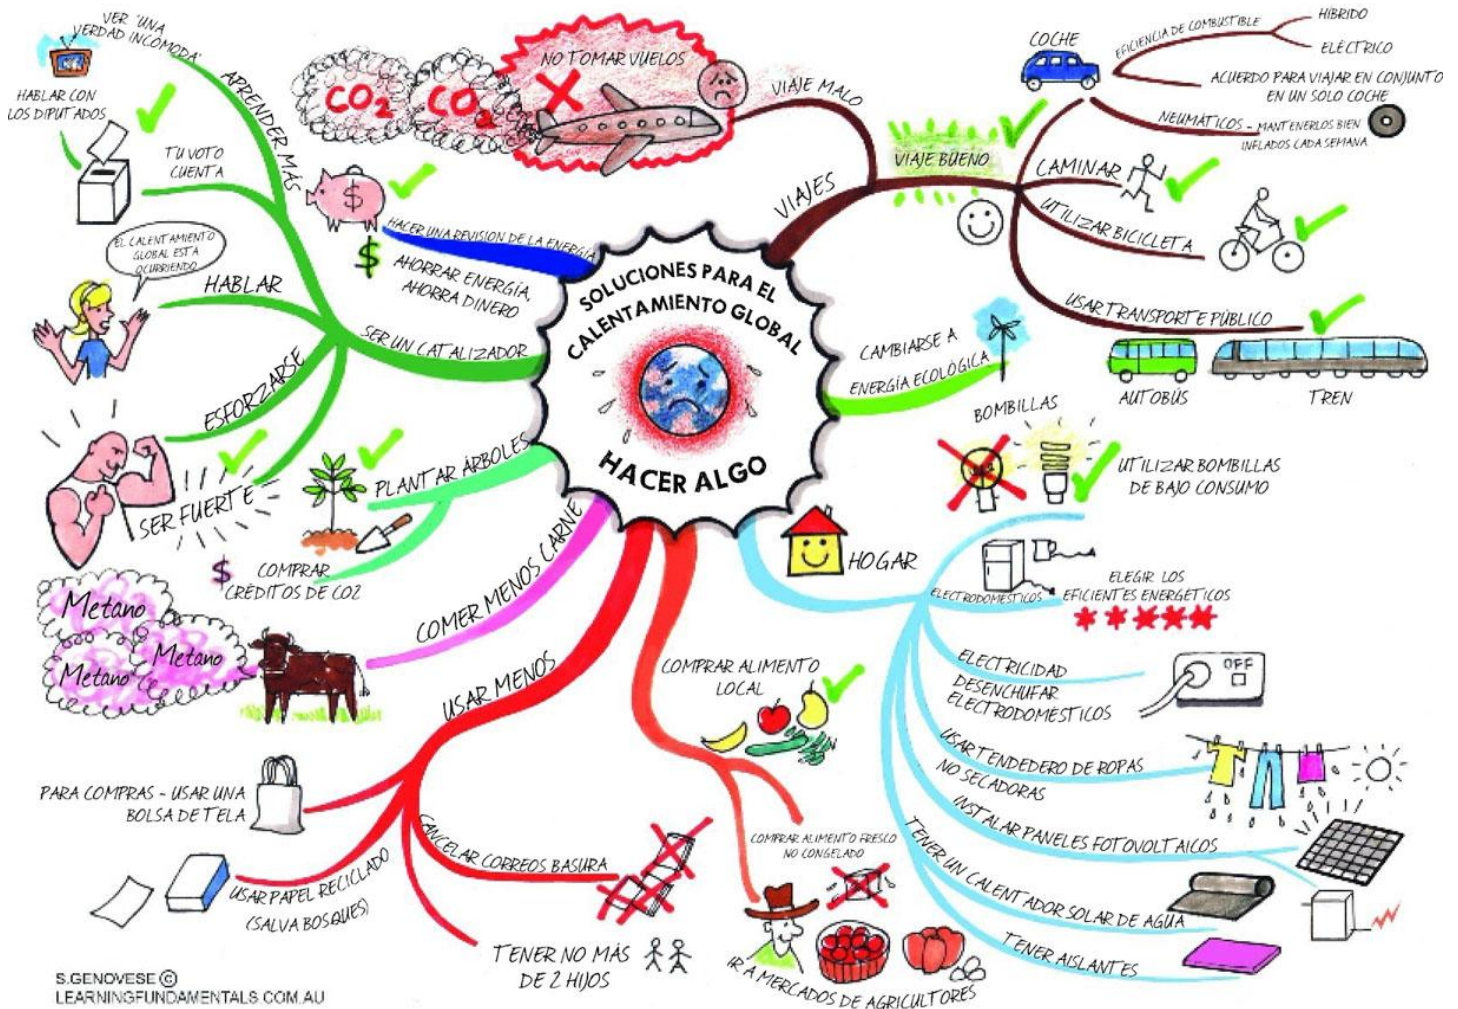 SOLUCIONES PARA EL
CALENTAMIENTO GLOBAL
HACER ALGO
VIAJES
VIAJE MALO
NO TOMAR VUELOS
CO2
CO2
VIAJE BUENO
COCHE
EFICIENCIA DE COMBUSTIBLE
HÍBRIDO
ELÉCTRICO
ACUERDO PARA VIAJAR EN CONJUNTO
EN UN SOLO COCHE
NEUMÁTICOS - MANTENERLOS BIEN
INFLADOS CADA SEMANA
CAMINAR
UTILIZAR BICICLETA
USAR TRANSPORTE PÚBLICO
AUTOBÚS
TREN
CAMBIARSE A
ENERGÍA ECOLÓGICA
HOGAR
BOMBILLAS
UTILIZAR BOMBILLAS
DE BAJO CONSUMO
ELECTRODOMÉSTICOS
ELEGIR LOS
EFICIENTES ENERGÉTICOS
ELECTRICIDAD
DESENCHUFAR
ELECTRODOMÉSTICOS
OFF
USAR TENDEDERO DE ROPAS
NO SECADORAS
INSTALAR PANELES FOTOVOLTAICOS
TENER UN CALENTADOR SOLAR DE AGUA
TENER AISLANTES
COMPRAR ALIMENTO
LOCAL
COMPRAR ALIMENTO FRESCO
NO CONGELADO
IR A MERCADOS DE AGRICULTORES
USAR MENOS
PARA COMPRAS - USAR UNA
BOLSA DE TELA
USAR PAPEL RECICLADO
(SALVA BOSQUES)
CANCELAR CORREOS BASURA
TENER NO MÁS
DE 2 HIJOS
COMER MENOS CARNE
Metano
Metano
Metano
PLANTAR ÁRBOLES
$ COMPRAR
CRÉDITOS DE CO2
SER UN CATALIZADOR
APRENDER MÁS
VER "UNA
VERDAD INCÓMODA"
HABLAR CON
LOS DIPUTADOS
TU VOTO
CUENTA
HABLAR
EL CALENTAMIENTO
GLOBAL ESTÁ
OCURRIENDO
ESFORZARSE
SER FUERTE
HACER UNA REVISION DE LA ENERGÍA
AHORRAR ENERGÍA,
AHORRA DINERO
$
$
S.GENOVESE ©
LEARNINGFUNDAMENTALS.COM.AU